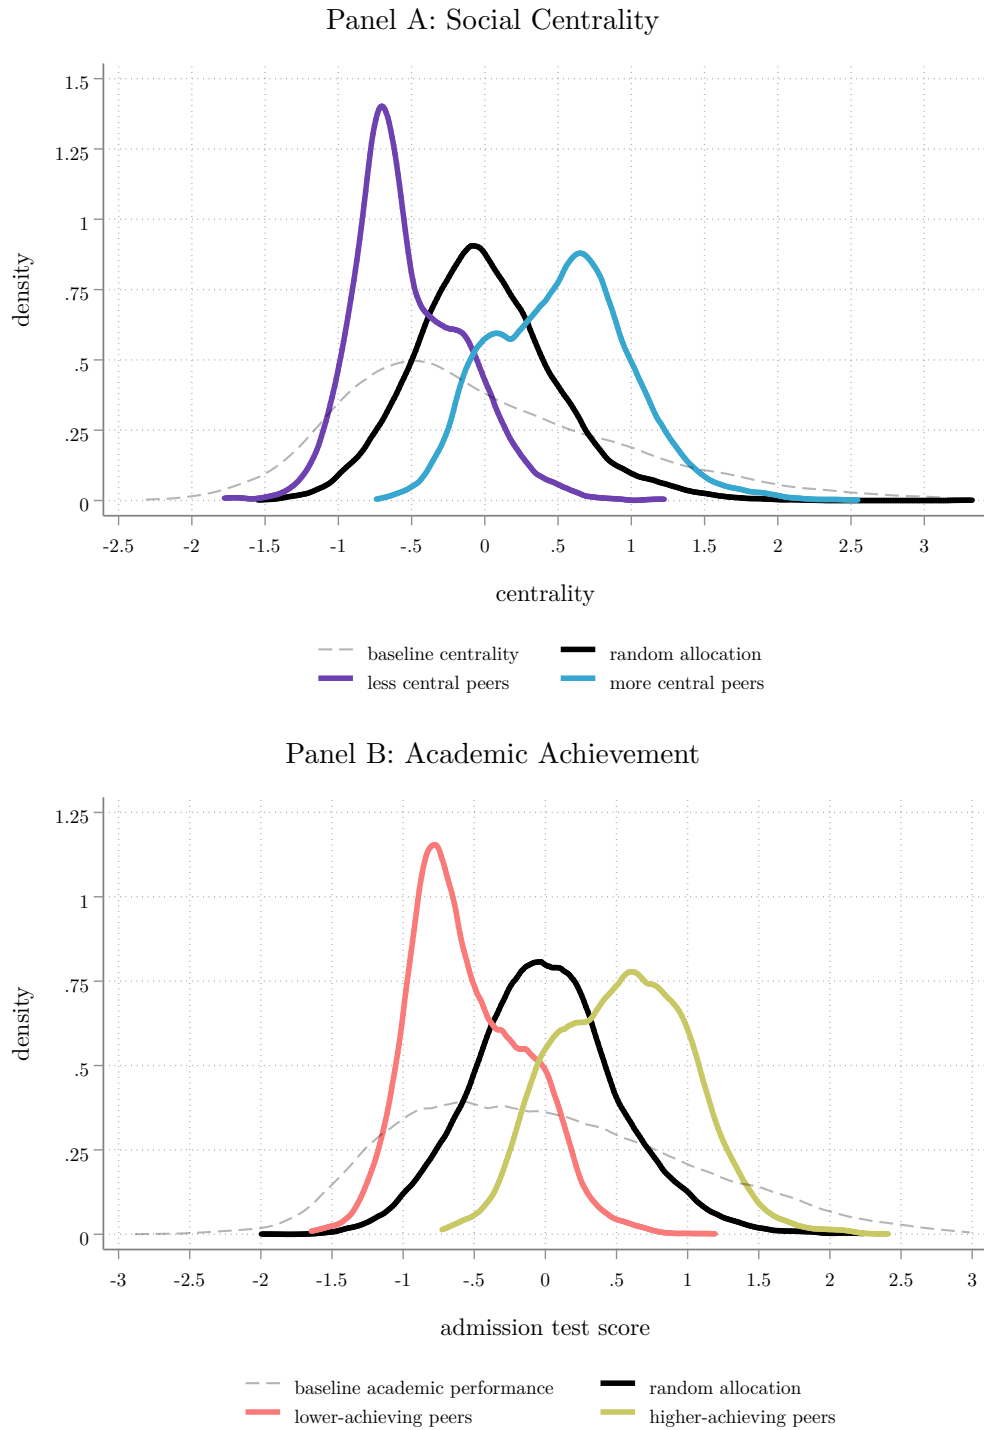 Panel A: Social Centrality
density
1.5
1.25
1
.75
.5
.25
0
-2.5 -2 -1.5 -1 -.5 0 .5 1 1.5 2 2.5 3
centrality
baseline centrality random allocation
less central peers more central peers
Panel B: Academic Achievement
density
1.25
1
.75
.5
.25
0
-3 -2.5 -2 -1.5 -1 -.5 0 .5 1 1.5 2 2.5 3
admission test score
baseline academic performance random allocation
lower-achieving peers higher-achieving peers